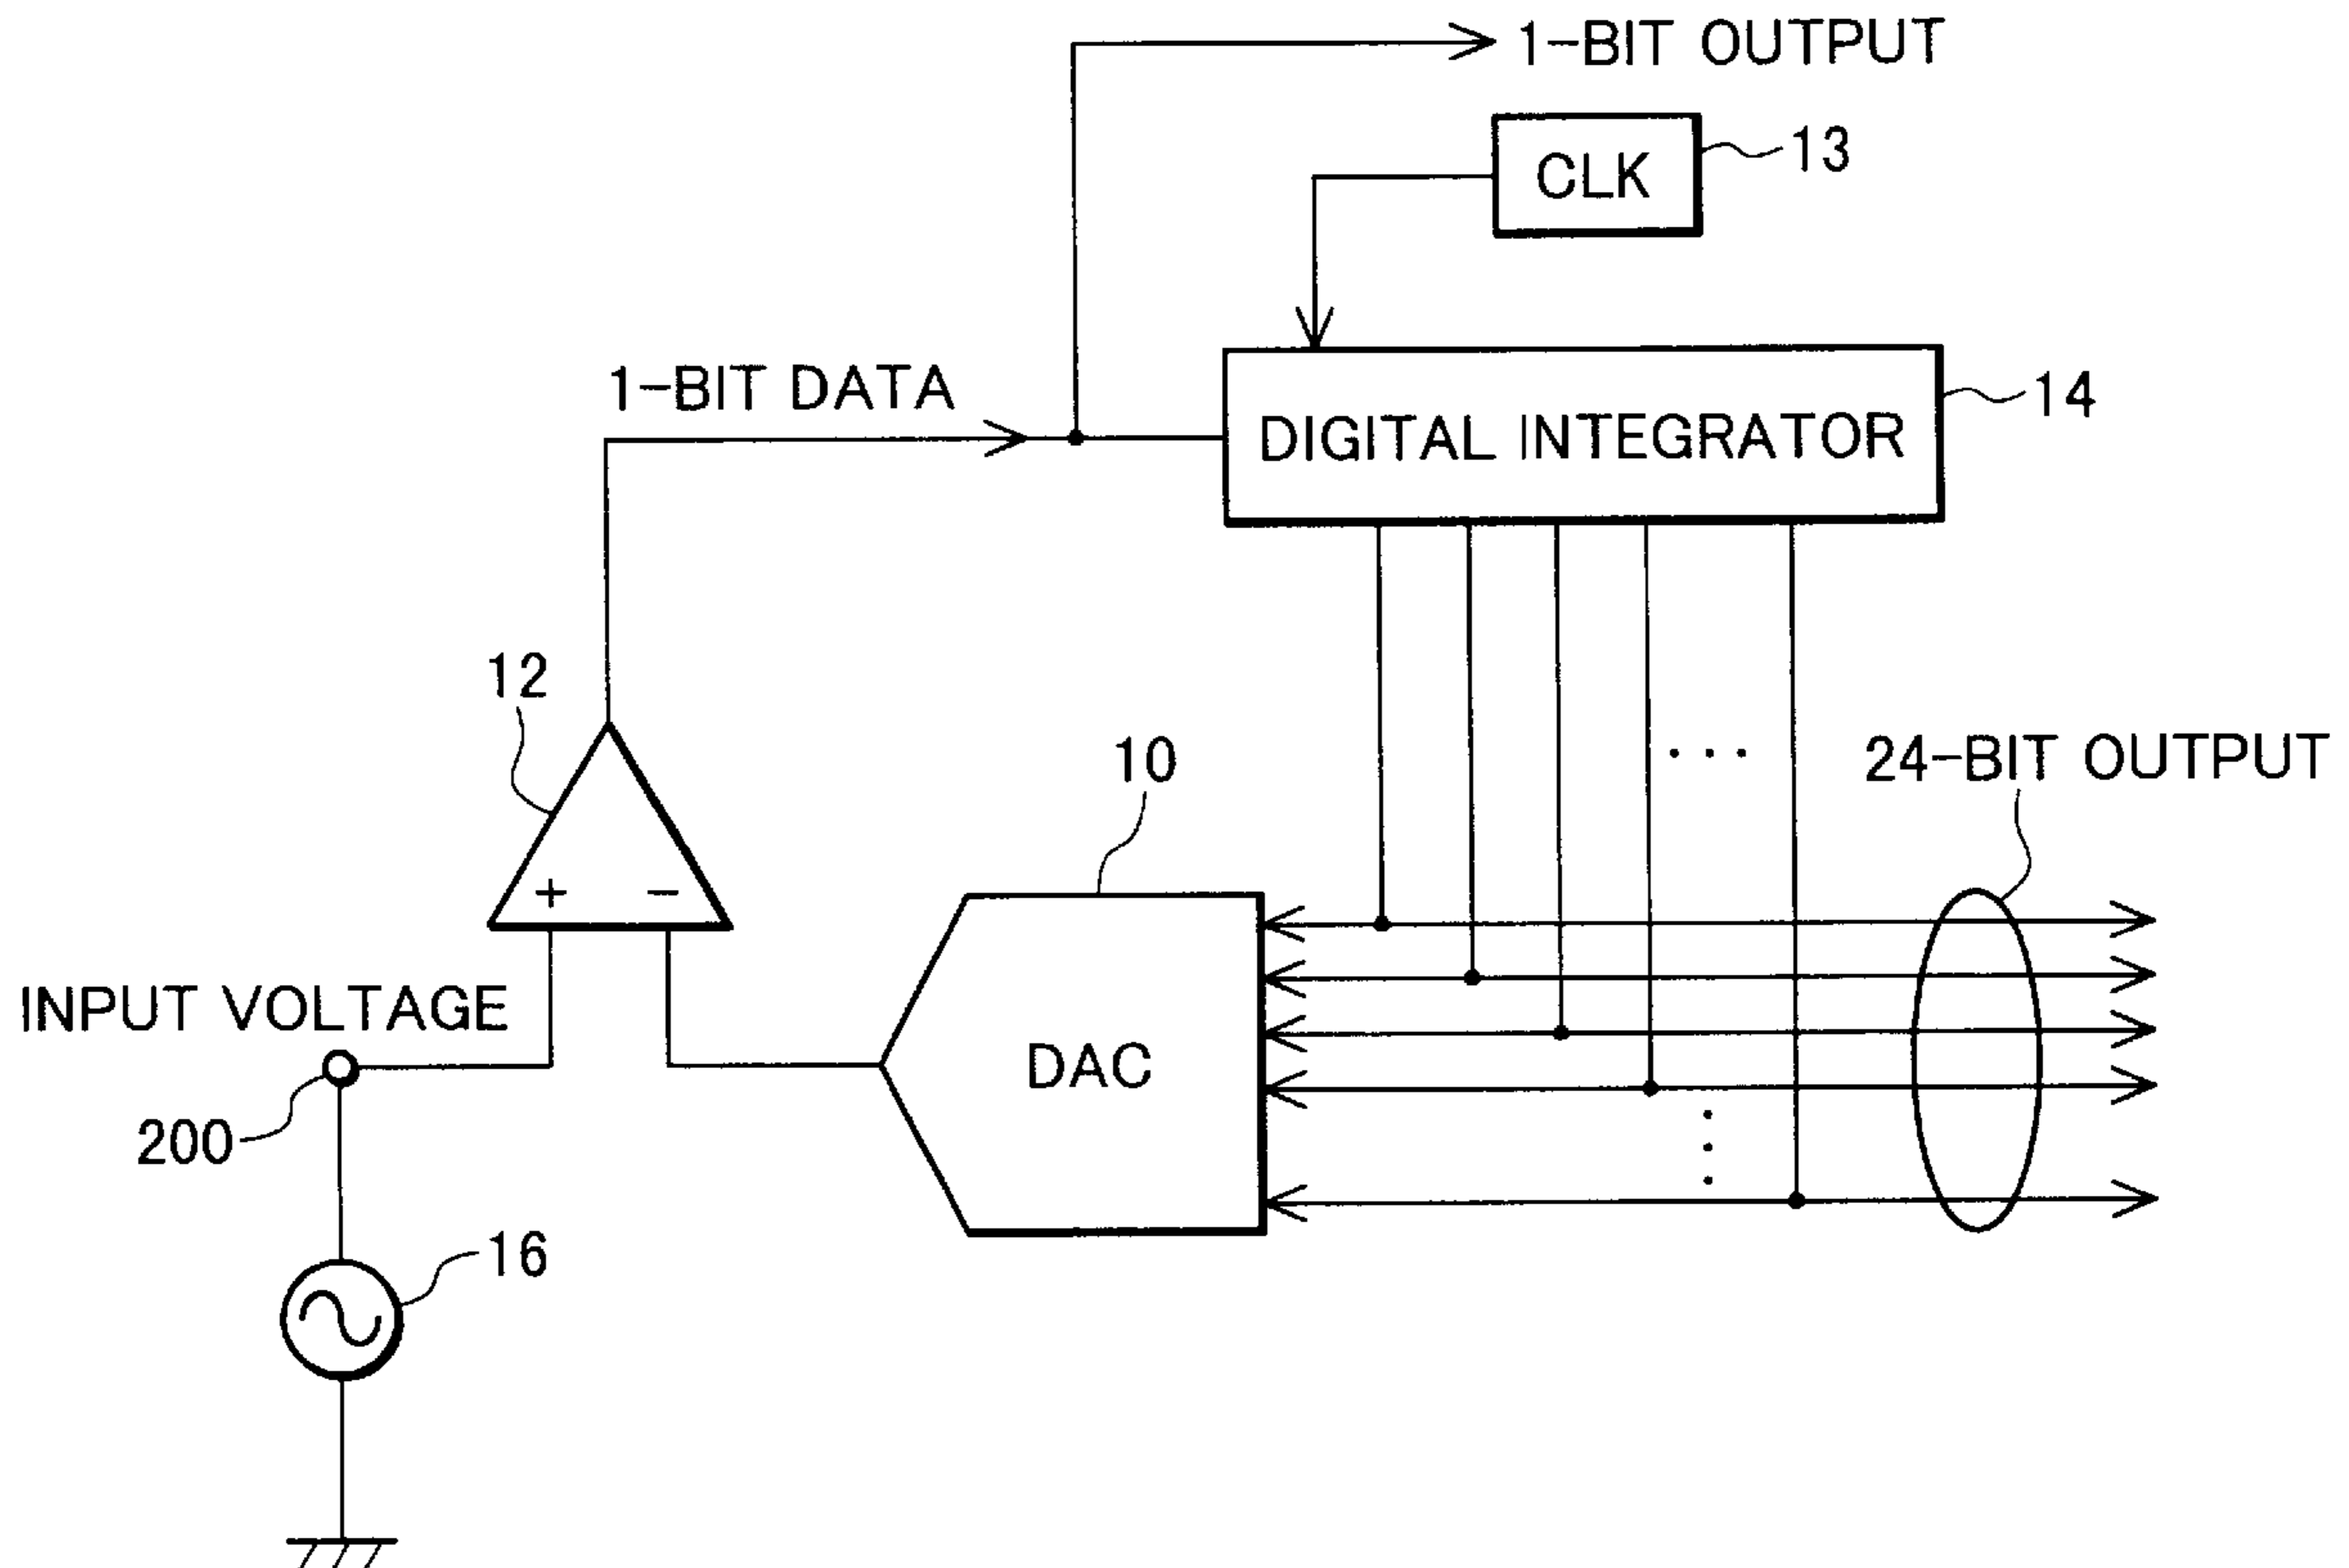 1-BIT OUTPUT
CLK
13
1-BIT DATA
DIGITAL INTEGRATOR
14
12
10
24-BIT OUTPUT
+ −
INPUT VOLTAGE
DAC
200
16